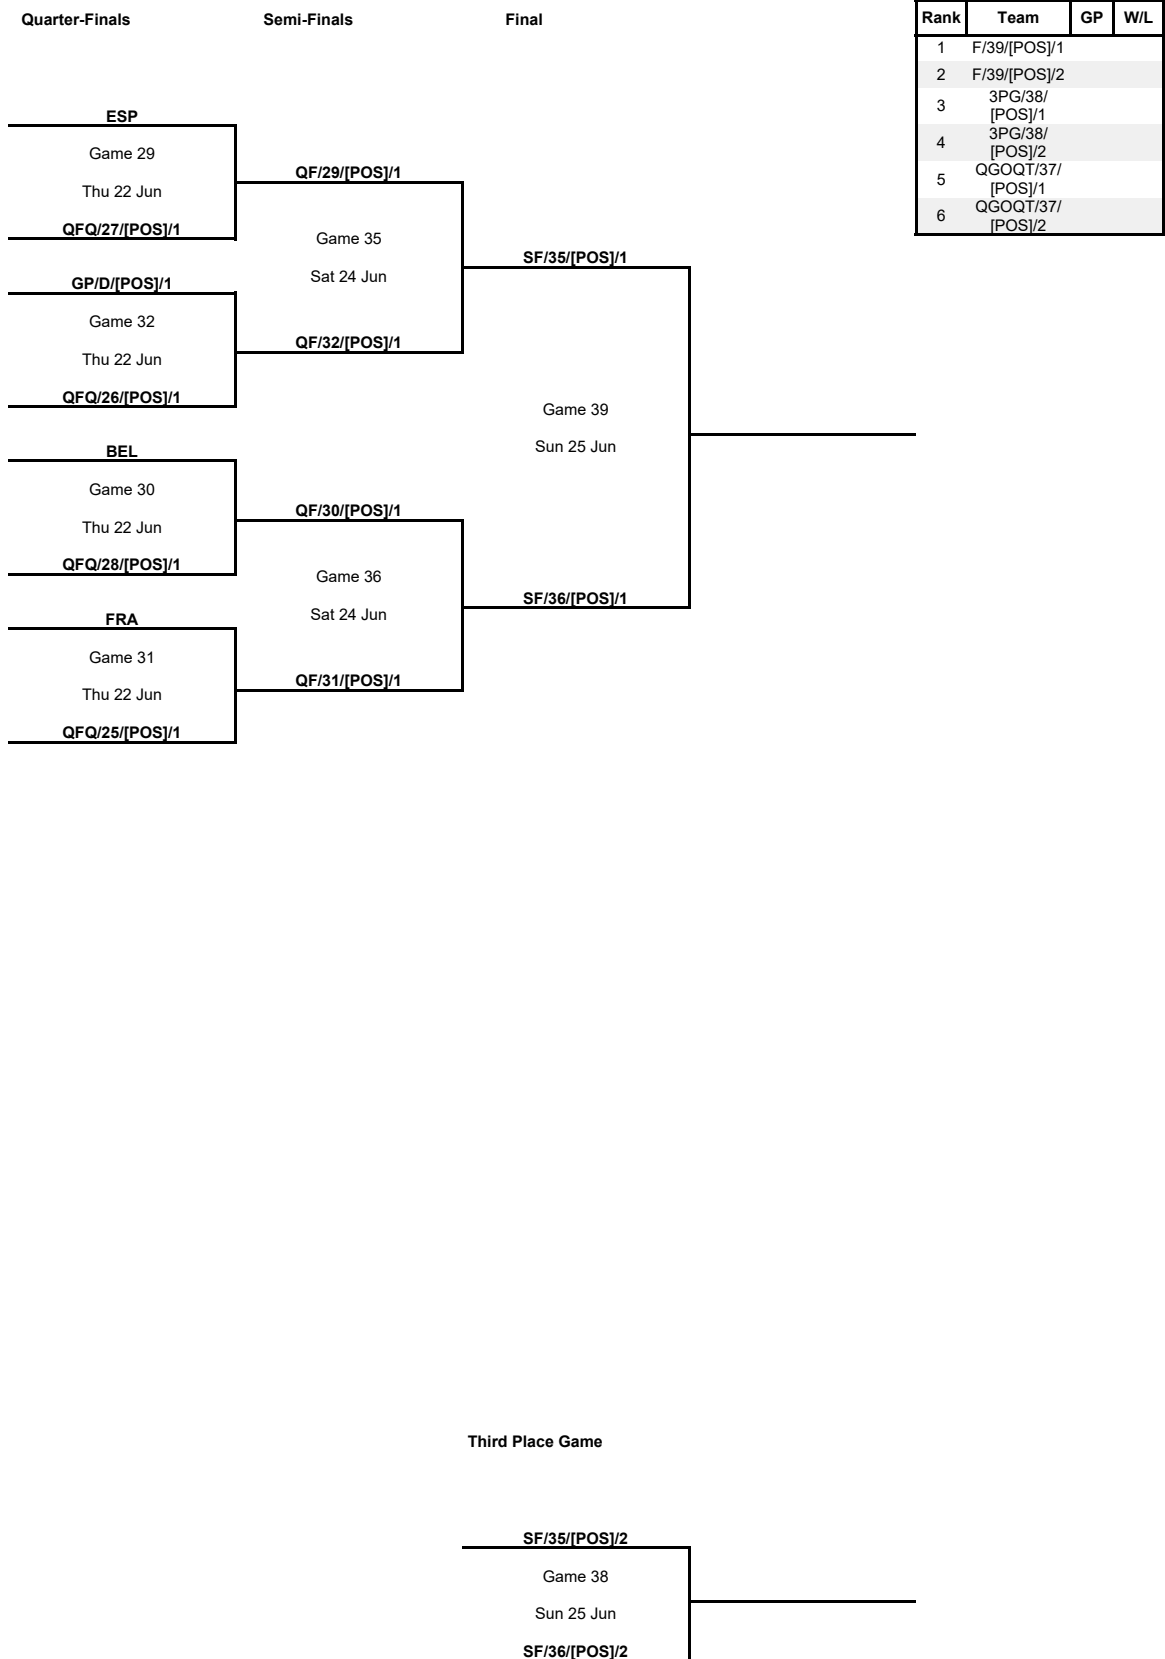 Quarter-Finals Semi-Finals Final
Rank Team GP W/L
1 F/39/[POS]/1
2 F/39/[POS]/2
3 3PG/38/
[POS]/1
4 3PG/38/
[POS]/2
5 QGOQT/37/
[POS]/1
6 QGOQT/37/
[POS]/2
ESP
Game 29
Thu 22 Jun
QFQ/27/[POS]/1
GP/D/[POS]/1
Game 32
Thu 22 Jun
QFQ/26/[POS]/1
BEL
Game 30
Thu 22 Jun
QFQ/28/[POS]/1
FRA
Game 31
Thu 22 Jun
QFQ/25/[POS]/1
QF/29/[POS]/1
Game 35
Sat 24 Jun
QF/32/[POS]/1
QF/30/[POS]/1
Game 36
Sat 24 Jun
QF/31/[POS]/1
SF/35/[POS]/1
Game 39
Sun 25 Jun
SF/36/[POS]/1
Third Place Game
SF/35/[POS]/2
Game 38
Sun 25 Jun
SF/36/[POS]/2